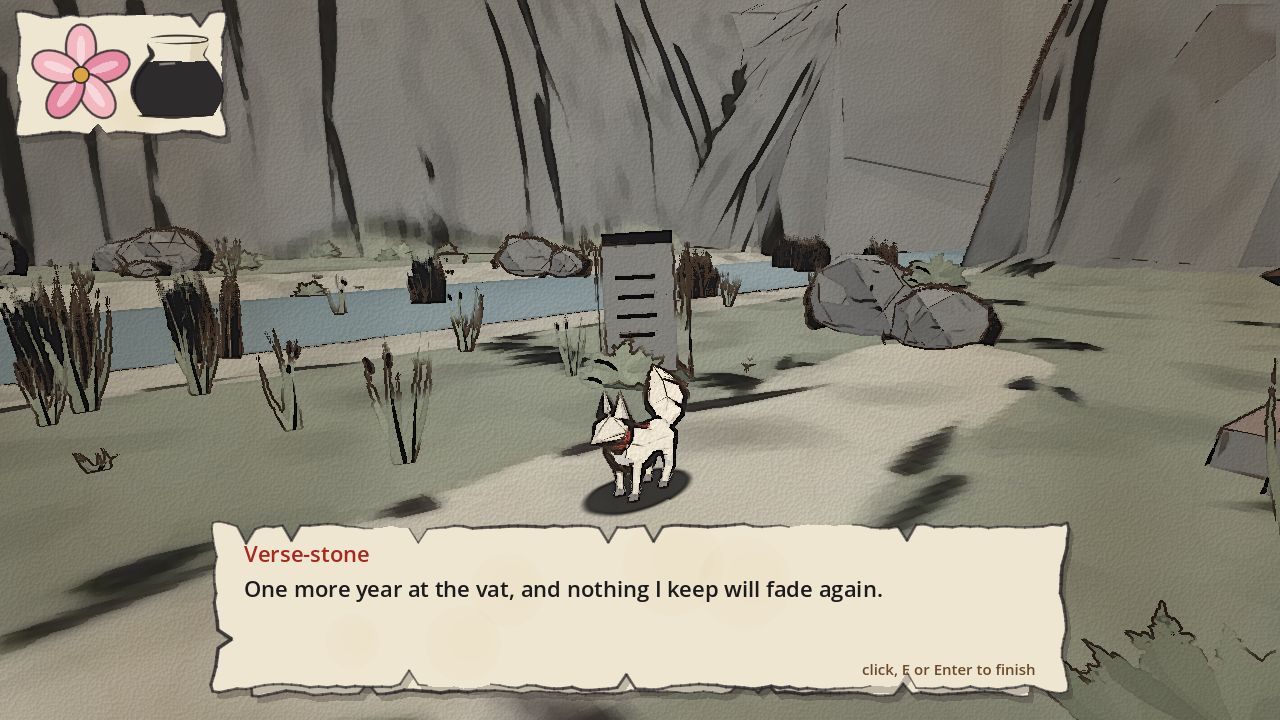 Verse-stone
One more year at the vat, and nothing I keep will fade again.
click, E or Enter to finish